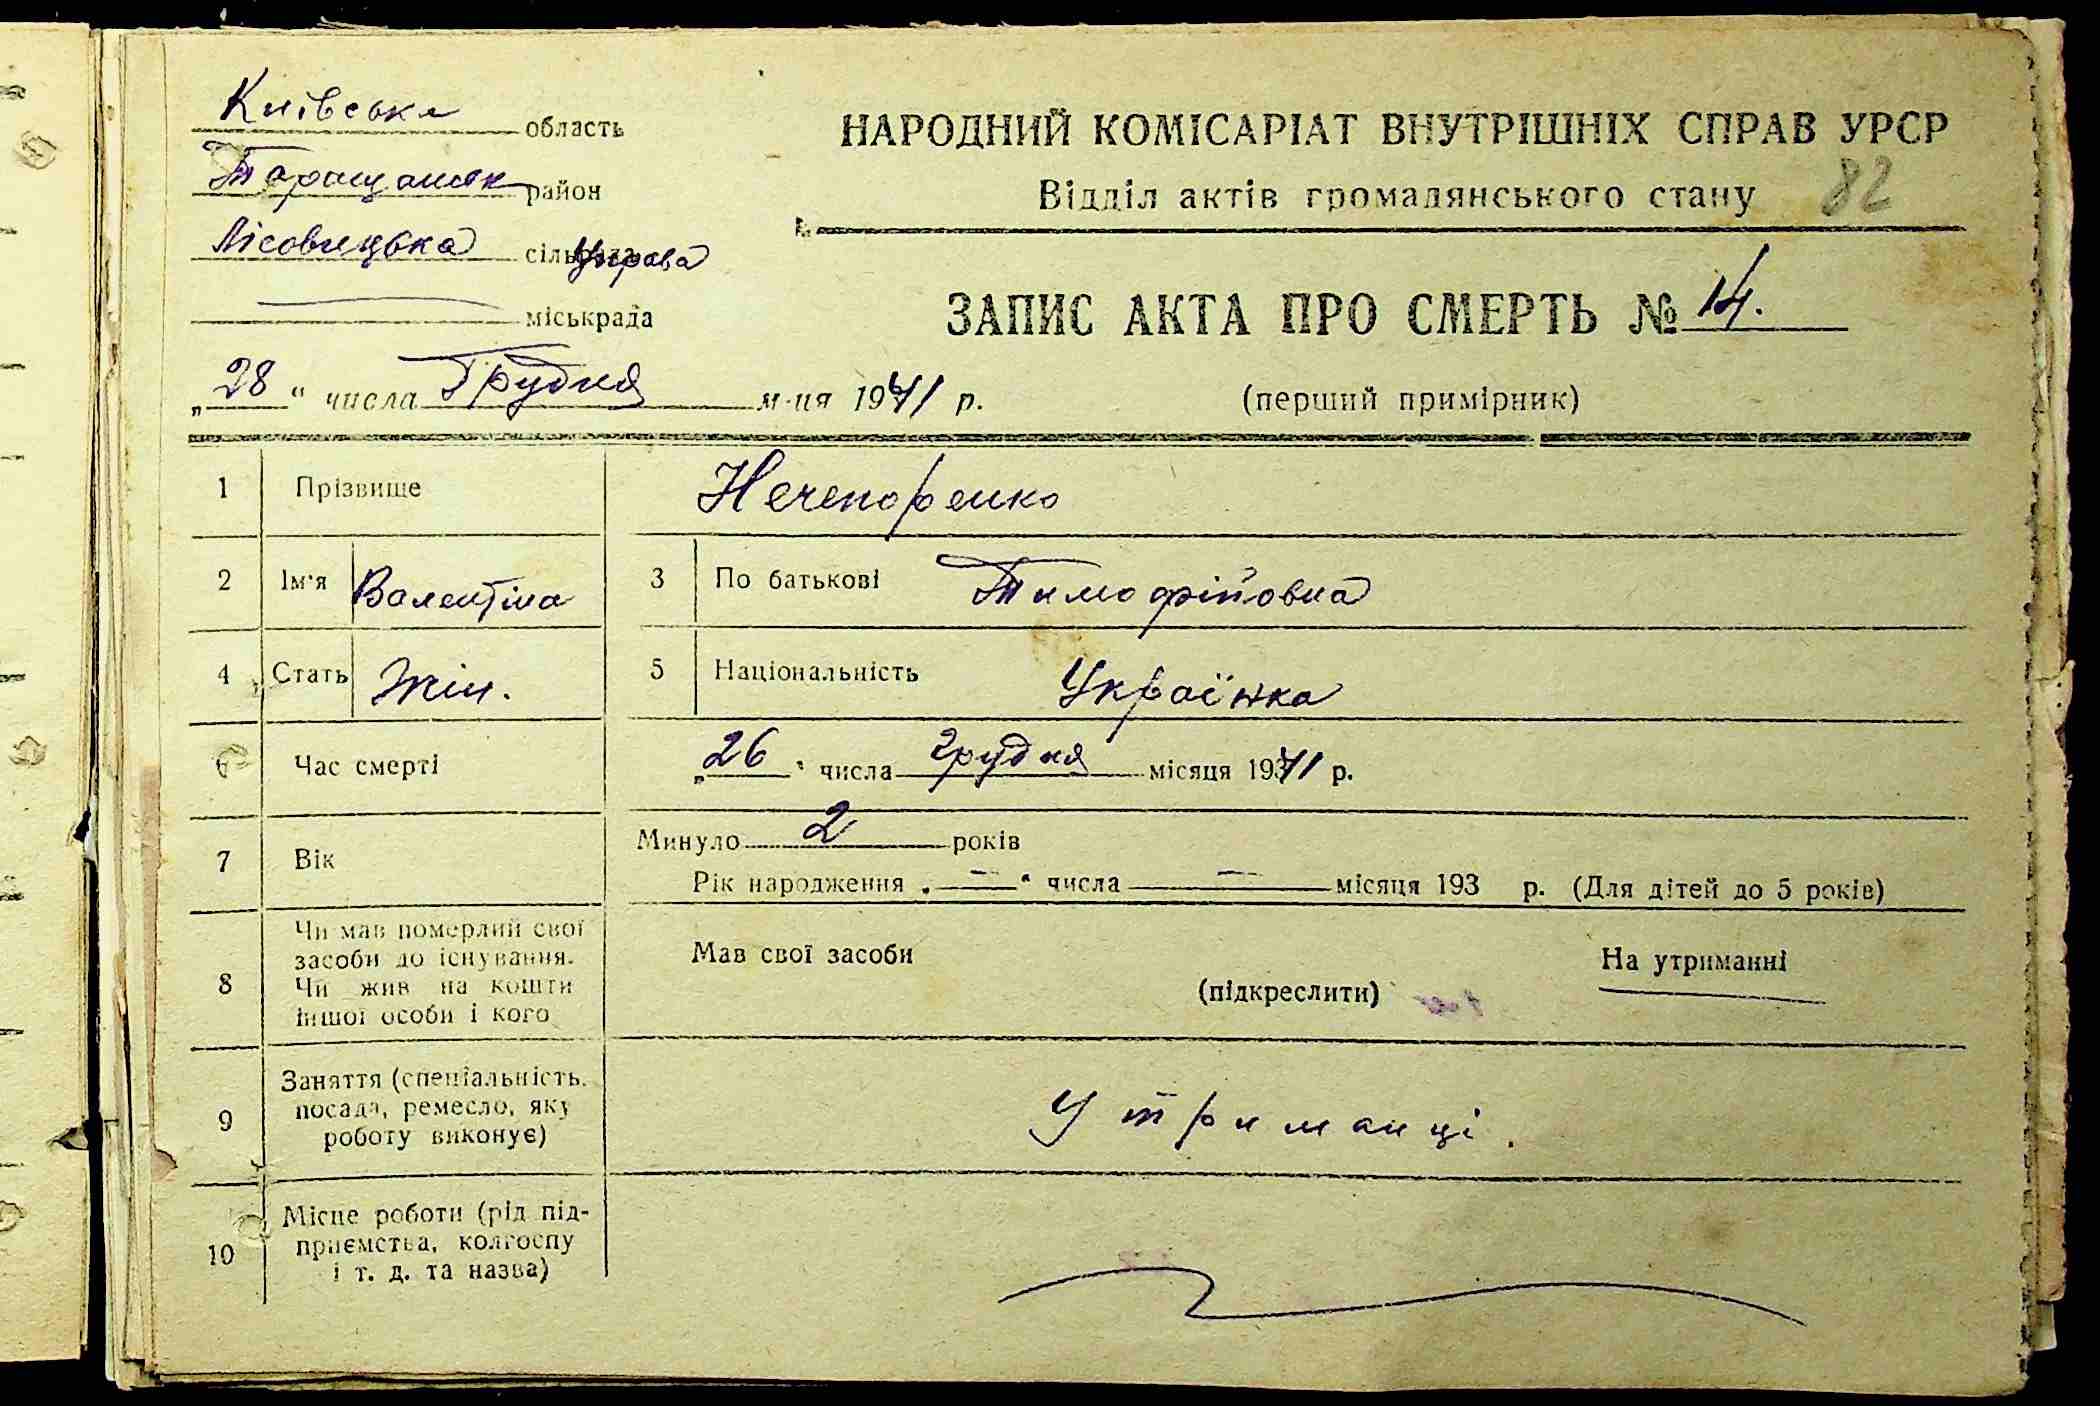 Київська область
Таращанськ район
Лісовицька сільрада Управа
міськрада
НАРОДНИЙ КОМІСАРІАТ ВНУТРІШНІХ СПРАВ УРСР
Відділ актів громадянського стану 82
ЗАПИС АКТА ПРО СМЕРТЬ № 14.
„28“ числа Грудня м-ця 1941 р.
(перший примірник)
1 Прізвище Нечепоренко
2 Ім'я Валентіна 3 По батькові Тимофійовна
4 Стать Жін. 5 Національність Українка
6 Час смерті „26“ числа грудня місяця 1941 р.
7 Вік Минуло 2 років
Рік народження „—“ числа — місяця 193 р. (Для дітей до 5 років)
8 Чи мав померлий свої
засоби до існування.
Чи жив на кошти
іншої особи і кого
Мав свої засоби
(підкреслити)
На утриманні
9 Заняття (спеціальність,
посада, ремесло, яку
роботу виконує)
Утриманці.
10 Місце роботи (рід під-
приємства, колгоспу
і т. д. та назва)